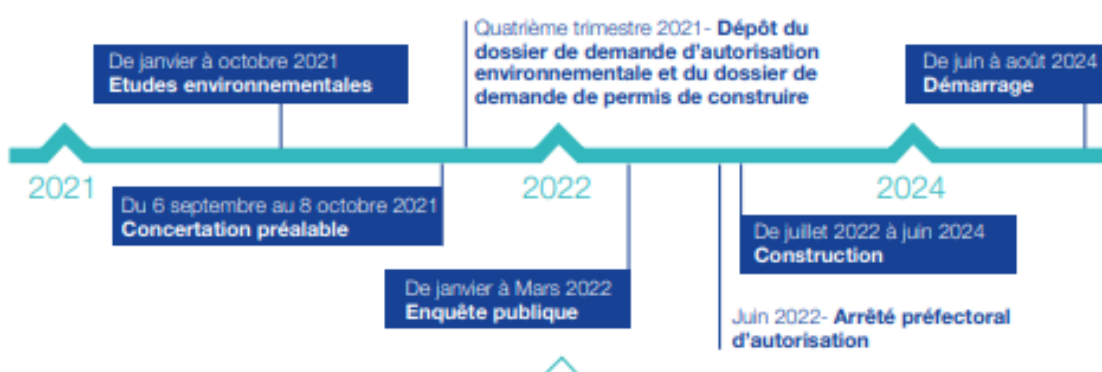 De janvier à octobre 2021
Etudes environnementales
Quatrième trimestre 2021- Dépôt du
dossier de demande d'autorisation
environnementale et du dossier de
demande de permis de construire
De juin à août 2024
Démarrage
2021
2022
2024
Du 6 septembre au 8 octobre 2021
Concertation préalable
De janvier à Mars 2022
Enquête publique
De juillet 2022 à juin 2024
Construction
Juin 2022- Arrêté préfectoral
d'autorisation